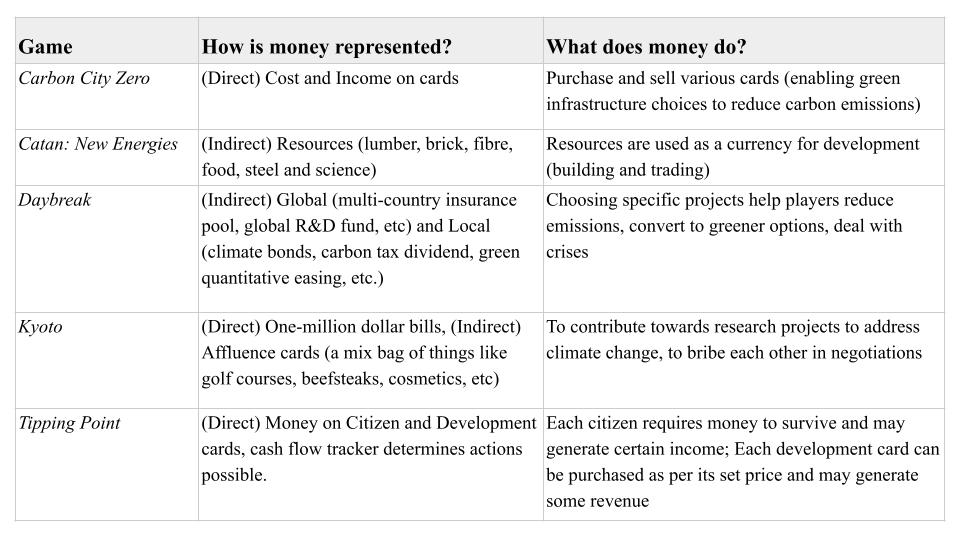 Game
How is money represented?
What does money do?
Carbon City Zero
(Direct) Cost and Income on cards
Purchase and sell various cards (enabling green
infrastructure choices to reduce carbon emissions)
Catan: New Energies
(Indirect) Resources (lumber, brick, fibre,
food, steel and science)
Resources are used as a currency for development
(building and trading)
Daybreak
(Indirect) Global (multi-country insurance
pool, global R&D fund, etc) and Local
(climate bonds, carbon tax dividend, green
quantitative easing, etc.)
Choosing specific projects help players reduce
emissions, convert to greener options, deal with
crises
Kyoto
(Direct) One-million dollar bills, (Indirect)
Affluence cards (a mix bag of things like
golf courses, beefsteaks, cosmetics, etc)
To contribute towards research projects to address
climate change, to bribe each other in negotiations
Tipping Point
(Direct) Money on Citizen and Development
cards, cash flow tracker determines actions
possible.
Each citizen requires money to survive and may
generate certain income; Each development card can
be purchased as per its set price and may generate
some revenue